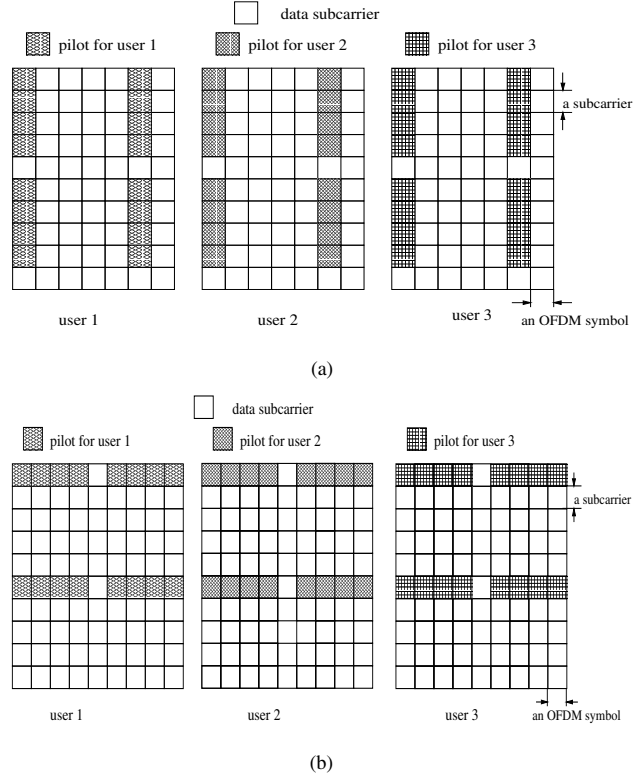 data subcarrier
pilot for user 1
pilot for user 2
pilot for user 3
a subcarrier
user 1
user 2
user 3
an OFDM symbol
(a)
data subcarrier
pilot for user 1
pilot for user 2
pilot for user 3
a subcarrier
user 1
user 2
user 3
an OFDM symbol
(b)